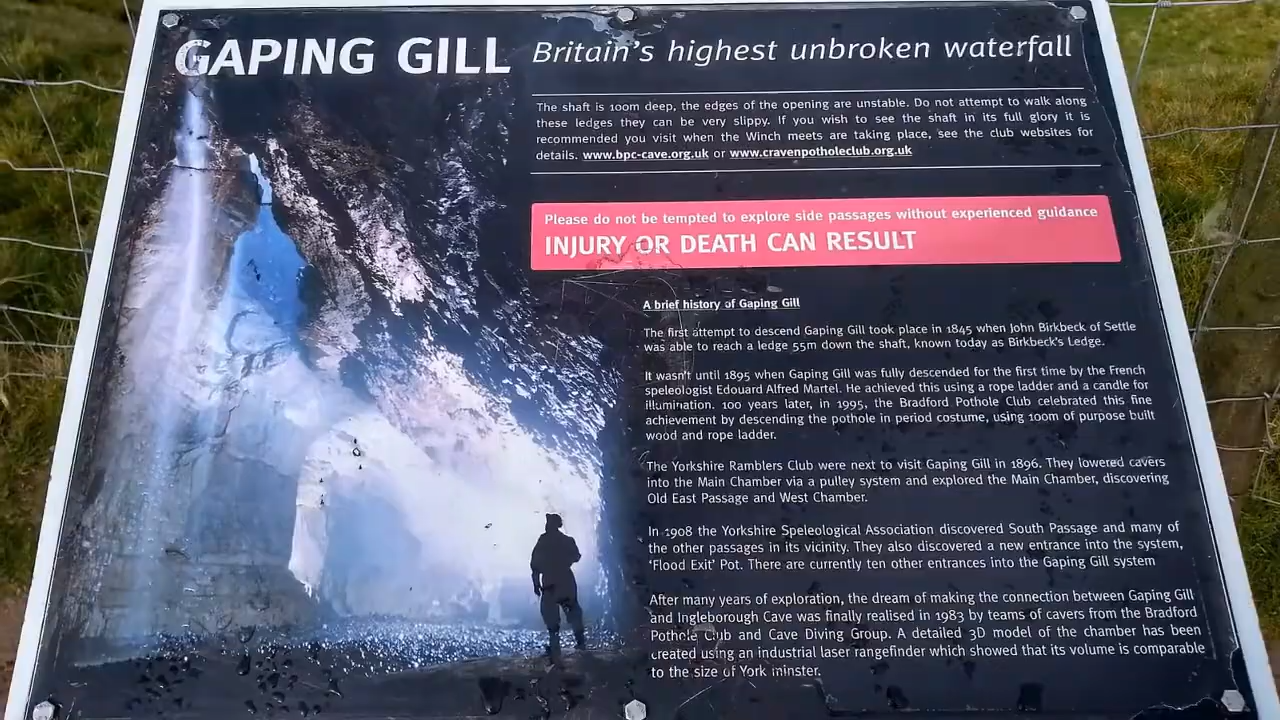 GAPING GILL Britain's highest unbroken waterfall
The shaft is 100m deep, the edges of the opening are unstable. Do not attempt to walk along
these ledges they can be very slippy. If you wish to see the shaft in its full glory it is
recommended you visit when the Winch meets are taking place, see the club websites for
details. www.bpc-cave.org.uk or www.cravenpotholeclub.org.uk
Please do not be tempted to explore side passages without experienced guidance
INJURY OR DEATH CAN RESULT
A brief history of Gaping Gill
The first attempt to descend Gaping Gill took place in 1845 when John Birkbeck of Settle
was able to reach a ledge 55m down the shaft, known today as Birkbeck's Ledge.
It wasn't until 1895 when Gaping Gill was fully descended for the first time by the French
speleologist Edouard Alfred Martel. He achieved this using a rope ladder and a candle for
illumination. 100 years later, in 1995, the Bradford Pothole Club celebrated this fine
achievement by descending the pothole in period costume, using 100m of purpose built
wood and rope ladder.
The Yorkshire Ramblers Club were next to visit Gaping Gill in 1896. They lowered cavers
into the Main Chamber via a pulley system and explored the Main Chamber, discovering
Old East Passage and West Chamber.
In 1908 the Yorkshire Speleological Association discovered South Passage and many of
the other passages in its vicinity. They also discovered a new entrance into the system,
'Flood Exit' Pot. There are currently ten other entrances into the Gaping Gill system
After many years of exploration, the dream of making the connection between Gaping Gill
and Ingleborough Cave was finally realised in 1983 by teams of cavers from the Bradford
Pothole Club and Cave Diving Group. A detailed 3D model of the chamber has been
created using an industrial laser rangefinder which showed that its volume is comparable
to the size of York minster.